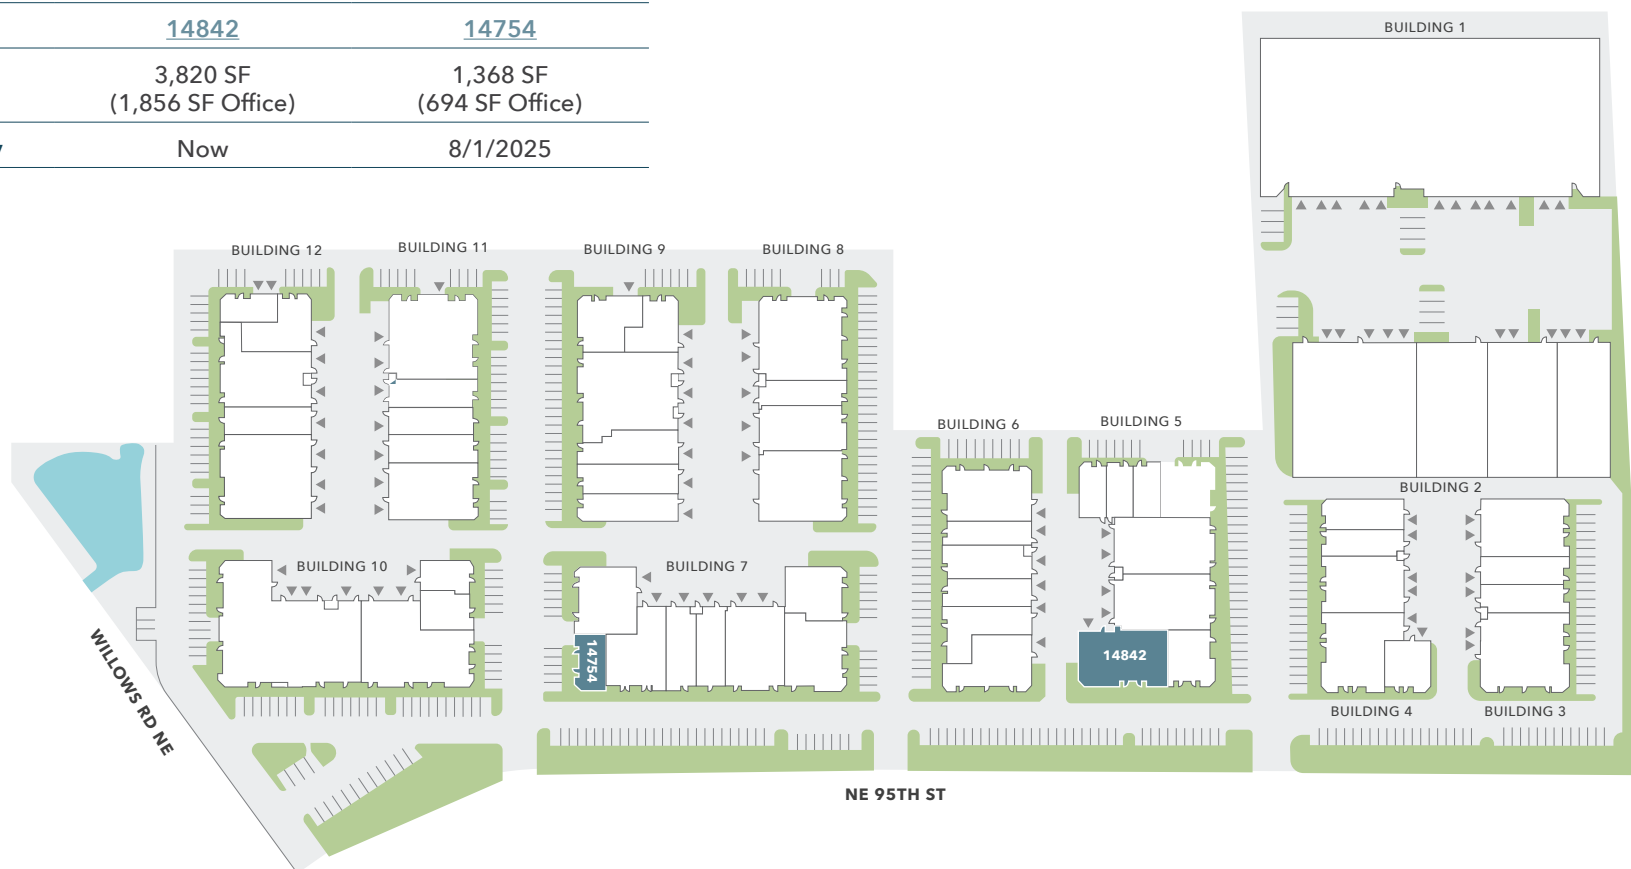 14842 14754
3,820 SF 1,368 SF
(1,856 SF Office) (694 SF Office)
Now 8/1/2025
BUILDING 1
BUILDING 12
BUILDING 11
BUILDING 9
BUILDING 8
BUILDING 6
BUILDING 5
BUILDING 2
BUILDING 10
BUILDING 7
14754
14842
WILLOWS RD NE
BUILDING 4
BUILDING 3
NE 95TH ST